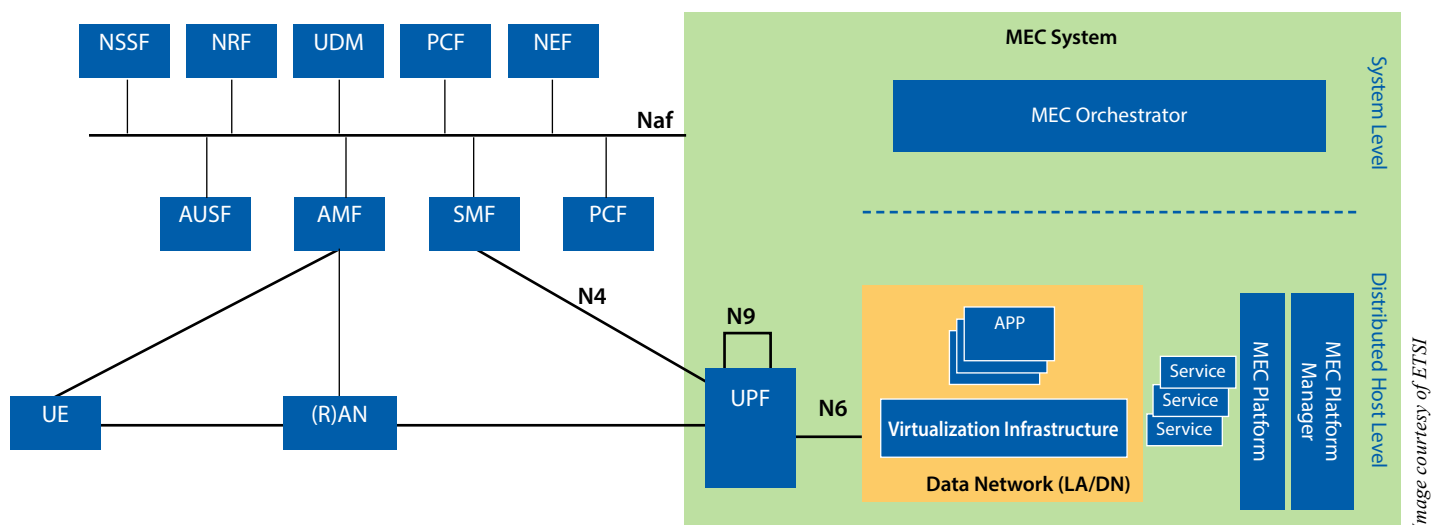 NSSF
NRF
UDM
PCF
NEF
MEC System
System Level
MEC Orchestrator
Naf
AUSF
AMF
SMF
PCF
N4
N9
Distributed Host Level
APP
MEC Platform
MEC Platform
Manager
Service
Service
Service
UE
(R)AN
UPF
N6
Virtualization Infrastructure
Data Network (LA/DN)
mage courtesy of ETSI